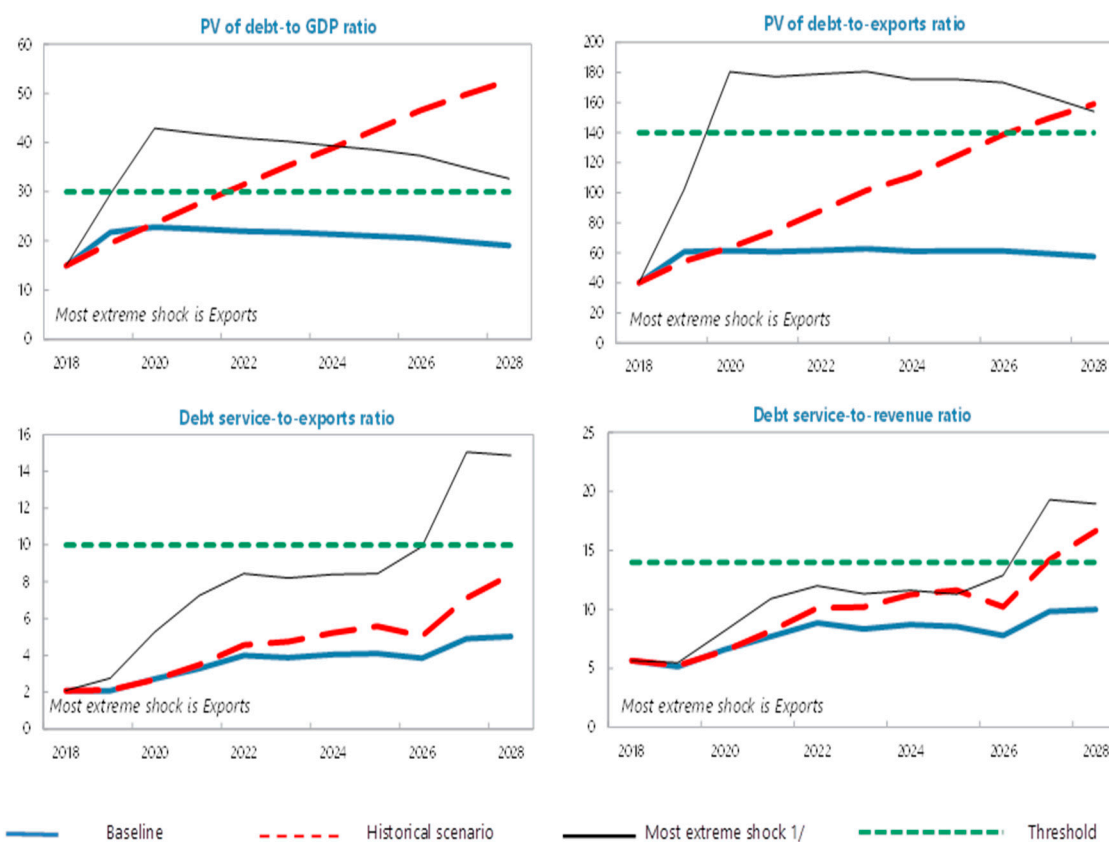 PV of debt-to GDP ratio
60
50
40
30
20
10
0
Most extreme shock is Exports
2018 2020 2022 2024 2026 2028
PV of debt-to-exports ratio
200
180
160
140
120
100
80
60
40
20
0
Most extreme shock is Exports
2018 2020 2022 2024 2026 2028
Debt service-to-exports ratio
16
14
12
10
8
6
4
2
0
Most extreme shock is Exports
2018 2020 2022 2024 2026 2028
Debt service-to-revenue ratio
25
20
15
10
5
0
Most extreme shock is Exports
2018 2020 2022 2024 2026 2028
Baseline Historical scenario Most extreme shock 1/ Threshold